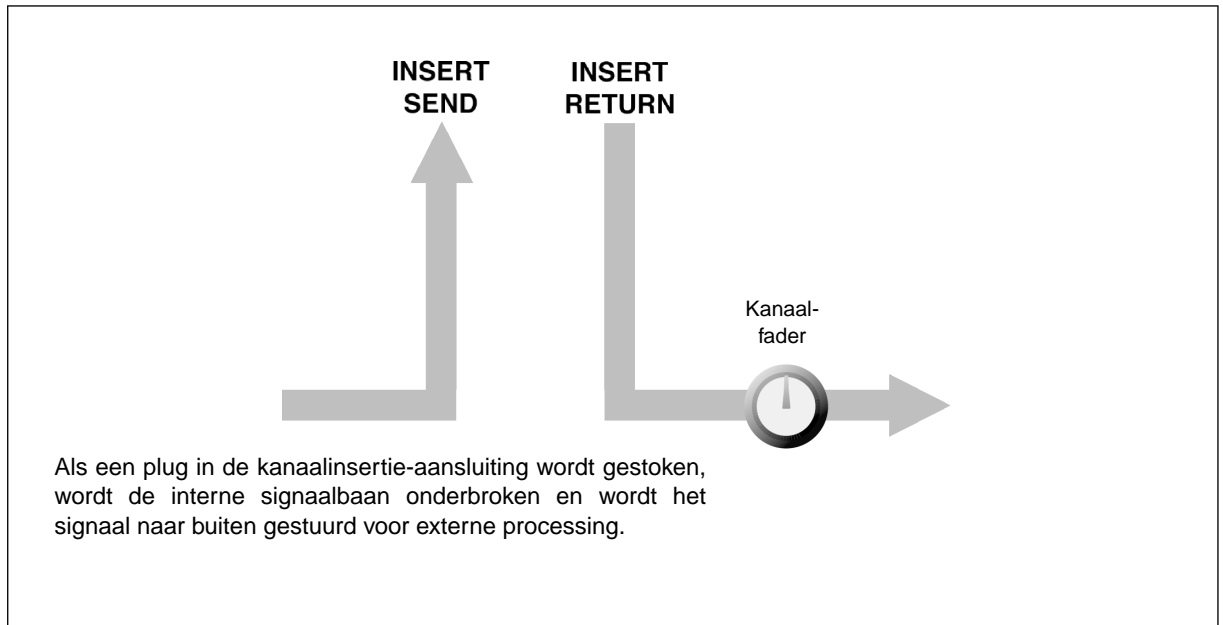 INSERT
SEND
INSERT
RETURN
Kanaal-
fader
Als een plug in de kanaalinsertie-aansluiting wordt gestoken,
wordt de interne signaalbaan onderbroken en wordt het
signaal naar buiten gestuurd voor externe processing.